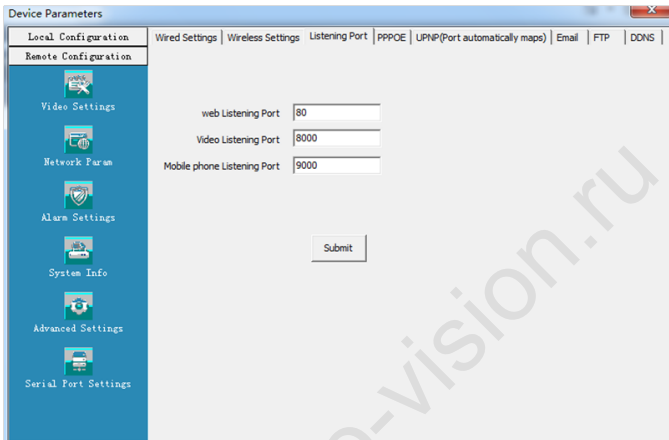 Device Parameters
Local Configuration
Remote Configuration
Wired Settings Wireless Settings Listening Port PPPOE UPNP(Port automatically maps) Email FTP DDNS
Video Settings
Network Param
Alarm Settings
System Info
Advanced Settings
Serial Port Settings
web Listening Port 80
Video Listening Port 8000
Mobile phone Listening Port 9000
Submit
o-vision.ru